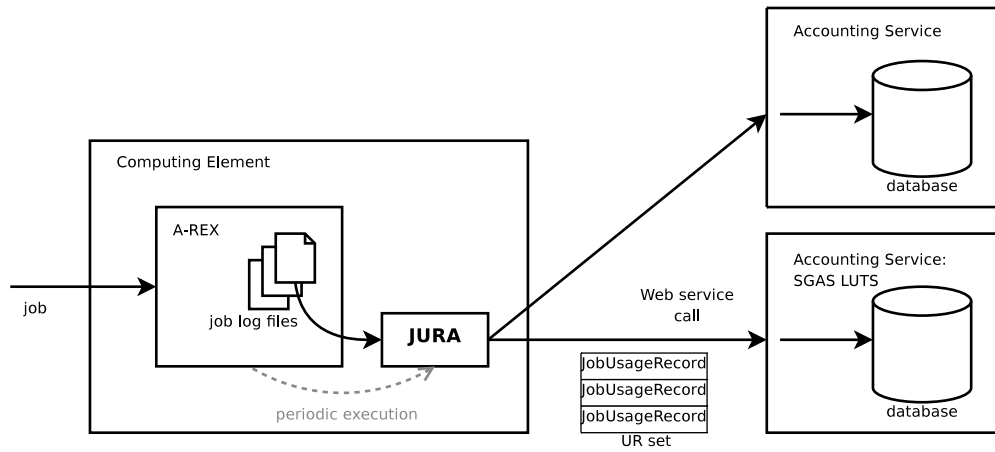 Accounting Service
database
Computing Element
A-REX
job log files
job
JURA
periodic execution
Web service
call
JobUsageRecord
JobUsageRecord
JobUsageRecord
UR set
Accounting Service:
SGAS LUTS
database